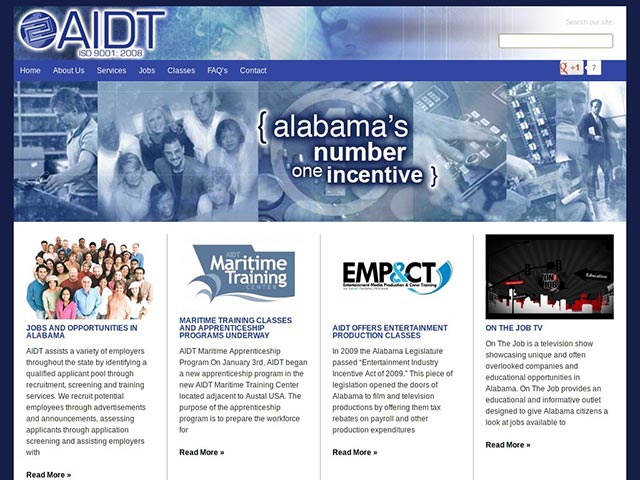 AIDT
ISO 9001: 2008
Search our site:
Home About Us Services Jobs Classes FAQ's Contact
g +1 7
{ alabama's
number
one incentive }
JOBS AND OPPORTUNITIES IN
ALABAMA
AIDT assists a variety of employers
throughout the state by identifying a
qualified applicant pool through
recruitment, screening and training
services. We recruit potential
employees through advertisements
and announcements, assessing
applicants through application
screening and assisting employers
with
Read More »
AIDT
Maritime
Training
CENTER
MARITIME TRAINING CLASSES
AND APPRENTICESHIP
PROGRAMS UNDERWAY
AIDT Maritime Apprenticeship
Program On January 3rd, AIDT began
a new apprenticeship program in the
new AIDT Maritime Training Center
located adjacent to Austal USA. The
purpose of the apprenticeship
program is to prepare the workforce
for
Read More »
EMP&CT
Entertainment Media Production & Crew Training
AIDT OFFERS ENTERTAINMENT
PRODUCTION CLASSES
In 2009 the Alabama Legislature
passed "Entertainment Industry
Incentive Act of 2009." This piece of
legislation opened the doors of
Alabama to film and television
productions by offering them tax
rebates on payroll and other
production expenditures
Read More »
ON THE
JOB
Education
ON THE JOB TV
On The Job is a television show
showcasing unique and often
overlooked companies and
educational opportunities in
Alabama. On The Job provides an
educational and informative outlet
designed to give Alabama citizens a
look at jobs available to
Read More »